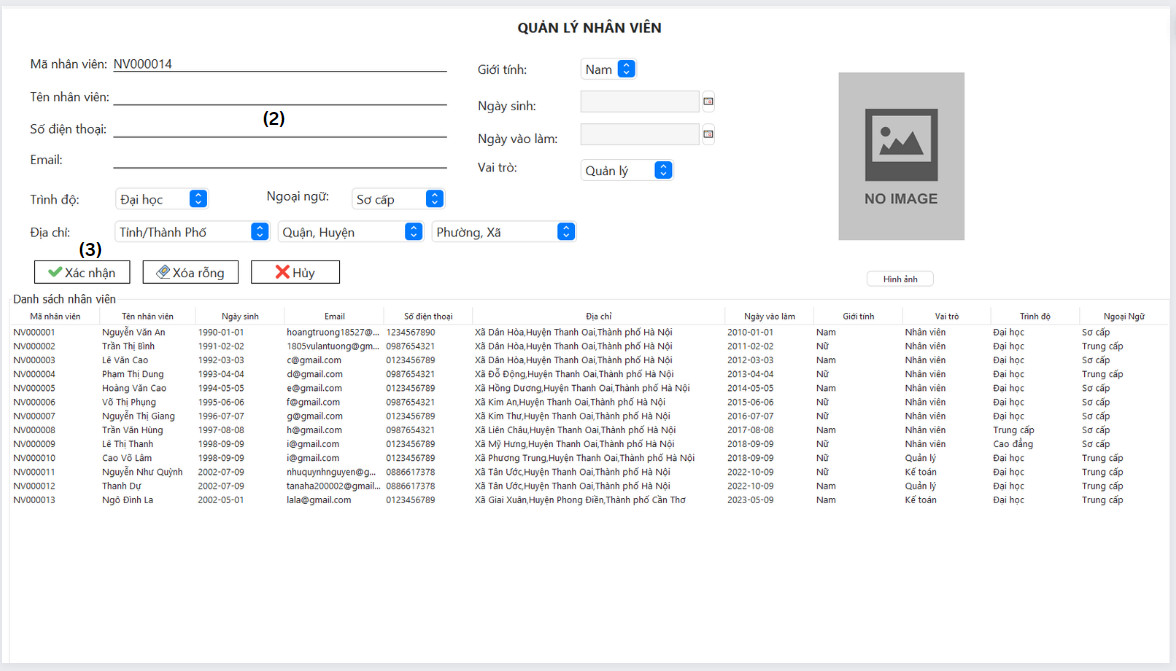 QUẢN LÝ NHÂN VIÊN
Mã nhân viên: NV000014
Tên nhân viên:
(2)
Số điện thoại:
Email:
Giới tính: Nam
Ngày sinh:
Ngày vào làm:
Vai trò: Quản lý
NO IMAGE
Trình độ: Đại học Ngoại ngữ: Sơ cấp
Địa chỉ: Tỉnh/Thành Phố Quận, Huyện Phường, Xã
(3)
Xác nhận Xóa rỗng Hủy
Hình ảnh
Danh sách nhân viên
Mã nhân viên Tên nhân viên Ngày sinh Email Số điện thoại Địa chỉ Ngày vào làm Giới tính Vai trò Trình độ Ngoại Ngữ
NV000001 Nguyễn Văn An 1990-01-01 hoangtruong18527@... 1234567890 Xã Dân Hòa,Huyện Thanh Oai,Thành phố Hà Nội 2010-01-01 Nam Nhân viên Đại học Sơ cấp
NV000002 Trần Thị Bình 1991-02-02 1805vulantuong@gm... 0987654321 Xã Dân Hòa,Huyện Thanh Oai,Thành phố Hà Nội 2011-02-02 Nữ Nhân viên Đại học Trung cấp
NV000003 Lê Văn Cao 1992-03-03 c@gmail.com 0123456789 Xã Dân Hòa,Huyện Thanh Oai,Thành phố Hà Nội 2012-03-03 Nam Nhân viên Đại học Sơ cấp
NV000004 Phạm Thị Dung 1993-04-04 d@gmail.com 0987654321 Xã Đỗ Động,Huyện Thanh Oai,Thành phố Hà Nội 2013-04-04 Nữ Nhân viên Đại học Trung cấp
NV000005 Hoàng Văn Cao 1994-05-05 e@gmail.com 0123456789 Xã Hồng Dương,Huyện Thanh Oai,Thành phố Hà Nội 2014-05-05 Nam Nhân viên Đại học Sơ cấp
NV000006 Võ Thị Phụng 1995-06-06 f@gmail.com 0987654321 Xã Kim An,Huyện Thanh Oai,Thành phố Hà Nội 2015-06-06 Nữ Nhân viên Đại học Sơ cấp
NV000007 Nguyễn Thị Giang 1996-07-07 g@gmail.com 0123456789 Xã Kim Thư,Huyện Thanh Oai,Thành phố Hà Nội 2016-07-07 Nữ Nhân viên Đại học Sơ cấp
NV000008 Trần Văn Hùng 1997-08-08 h@gmail.com 0987654321 Xã Liên Châu,Huyện Thanh Oai,Thành phố Hà Nội 2017-08-08 Nam Nhân viên Trung cấp Sơ cấp
NV000009 Lê Thị Thanh 1998-09-09 i@gmail.com 0123456789 Xã Mỹ Hưng,Huyện Thanh Oai,Thành phố Hà Nội 2018-09-09 Nữ Nhân viên Cao đẳng Sơ cấp
NV000010 Cao Võ Lâm 1998-09-09 i@gmail.com 0123456789 Xã Phương Trung,Huyện Thanh Oai,Thành phố Hà Nội 2018-09-09 Nữ Quản lý Đại học Trung cấp
NV000011 Nguyễn Như Quỳnh 2002-07-09 nhuquynhnguyen@g... 0886617378 Xã Tân Ước,Huyện Thanh Oai,Thành phố Hà Nội 2022-10-09 Nữ Kế toán Đại học Trung cấp
NV000012 Thanh Dự 2002-07-09 tanaha200002@gmail... 0886617378 Xã Tân Ước,Huyện Thanh Oai,Thành phố Hà Nội 2022-10-09 Nam Quản lý Đại học Trung cấp
NV000013 Ngô Đình La 2002-05-01 lala@gmail.com 0123456789 Xã Giai Xuân,Huyện Phong Điền,Thành phố Cần Thơ 2023-05-09 Nam Kế toán Đại học Trung cấp